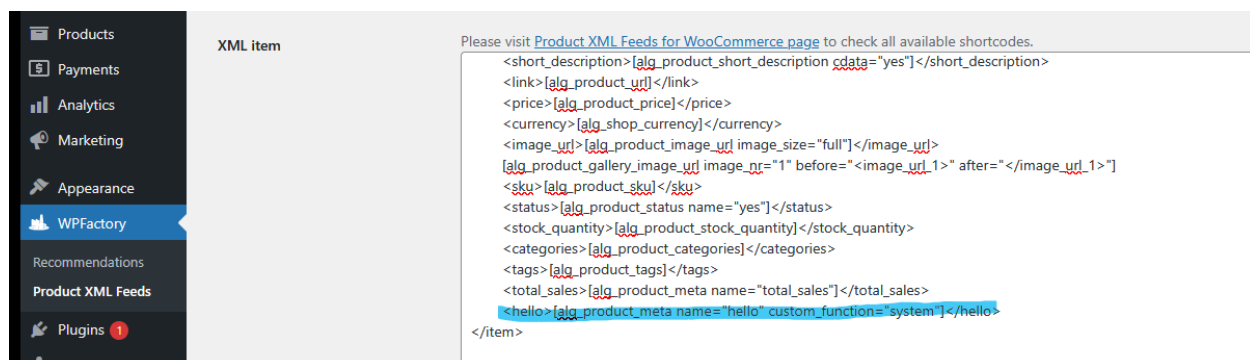 Products
Payments
Analytics
Marketing
Appearance
WPFactory
Recommendations
Product XML Feeds
Plugins 1
XML item
Please visit Product XML Feeds for WooCommerce page to check all available shortcodes.
<short_description>[alg_product_short_description cdata="yes"]</short_description>
<link>[alg_product_url]</link>
<price>[alg_product_price]</price>
<currency>[alg_shop_currency]</currency>
<image_url>[alg_product_image_url image_size="full"]</image_url>
[alg_product_gallery_image_url image_nr="1" before="<image_url_1>" after="</image_url_1>"]
<sku>[alg_product_sku]</sku>
<status>[alg_product_status name="yes"]</status>
<stock_quantity>[alg_product_stock_quantity]</stock_quantity>
<categories>[alg_product_categories]</categories>
<tags>[alg_product_tags]</tags>
<total_sales>[alg_product_meta name="total_sales"]</total_sales>
<hello>[alg_product_meta name="hello" custom_function="system"]</hello>
</item>